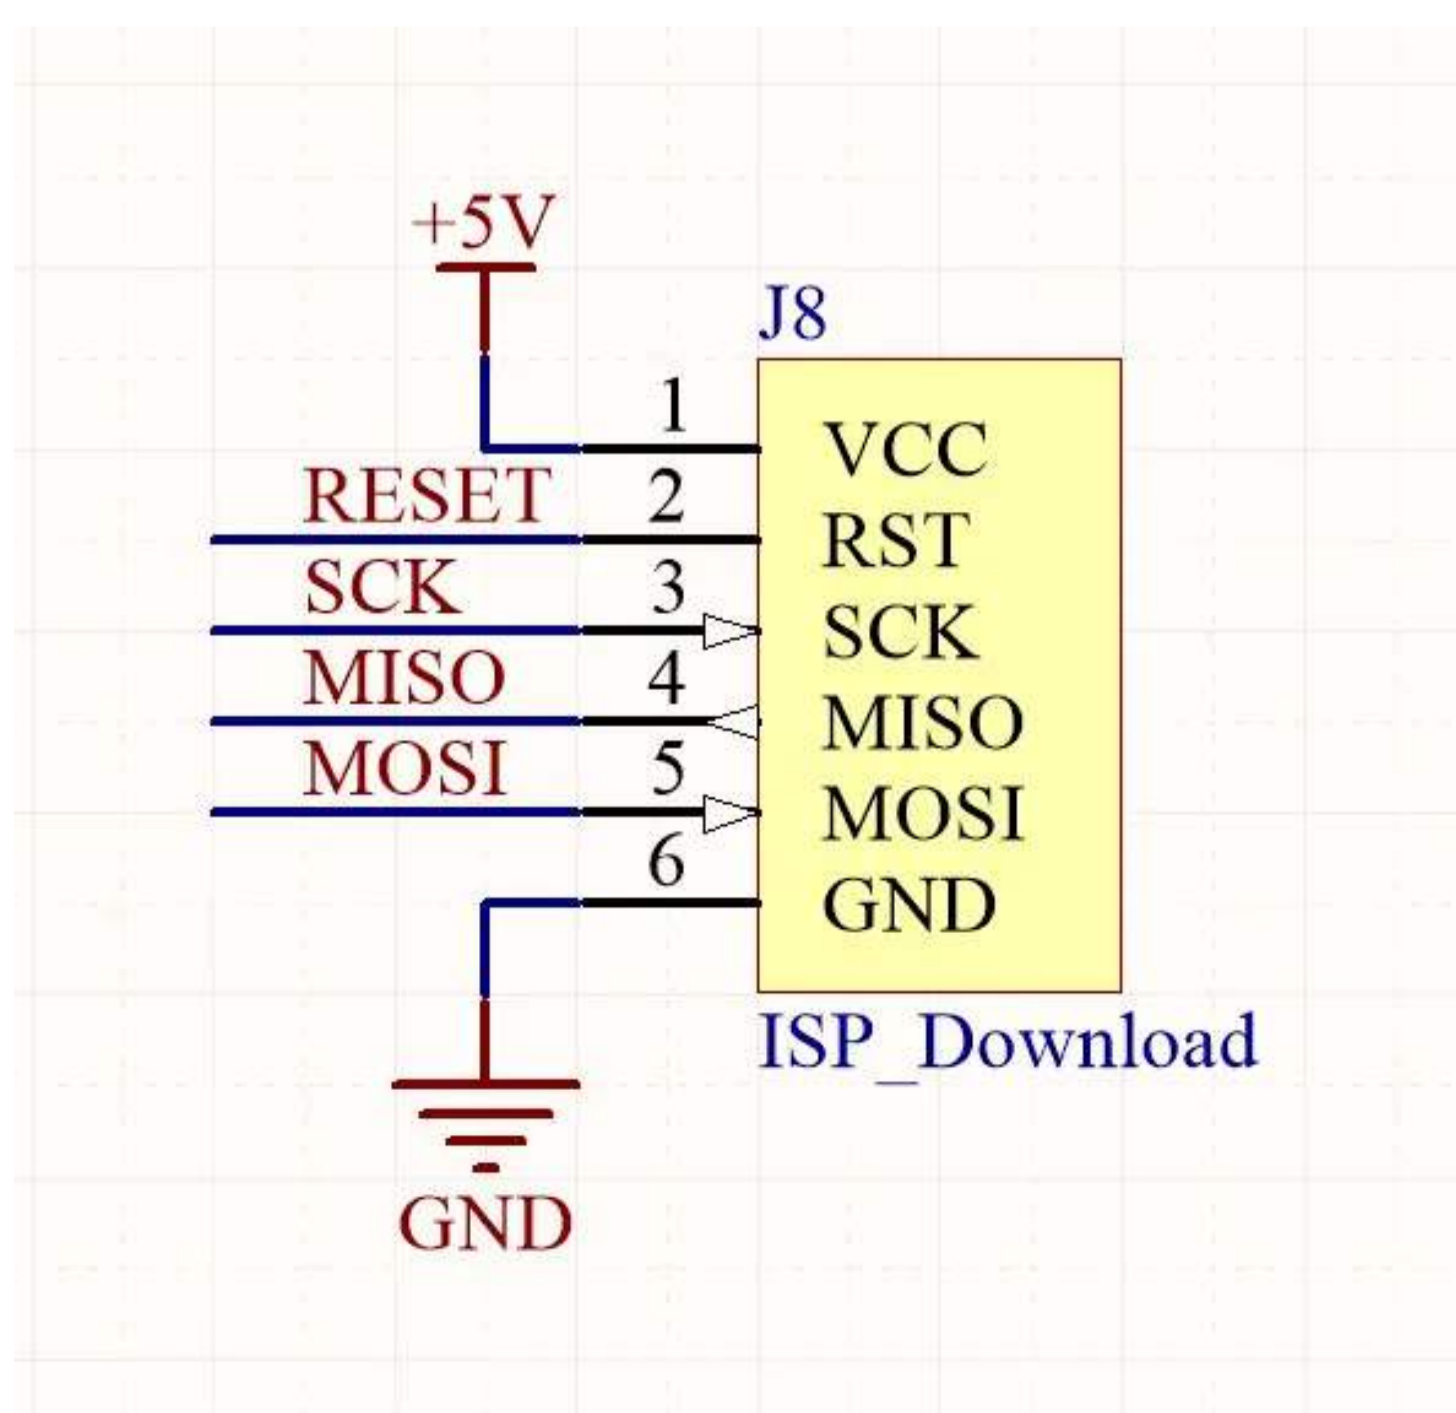 +5V
J8
1 VCC
RESET 2 RST
SCK 3 SCK
MISO 4 MISO
MOSI 5 MOSI
6 GND
ISP_Download
GND